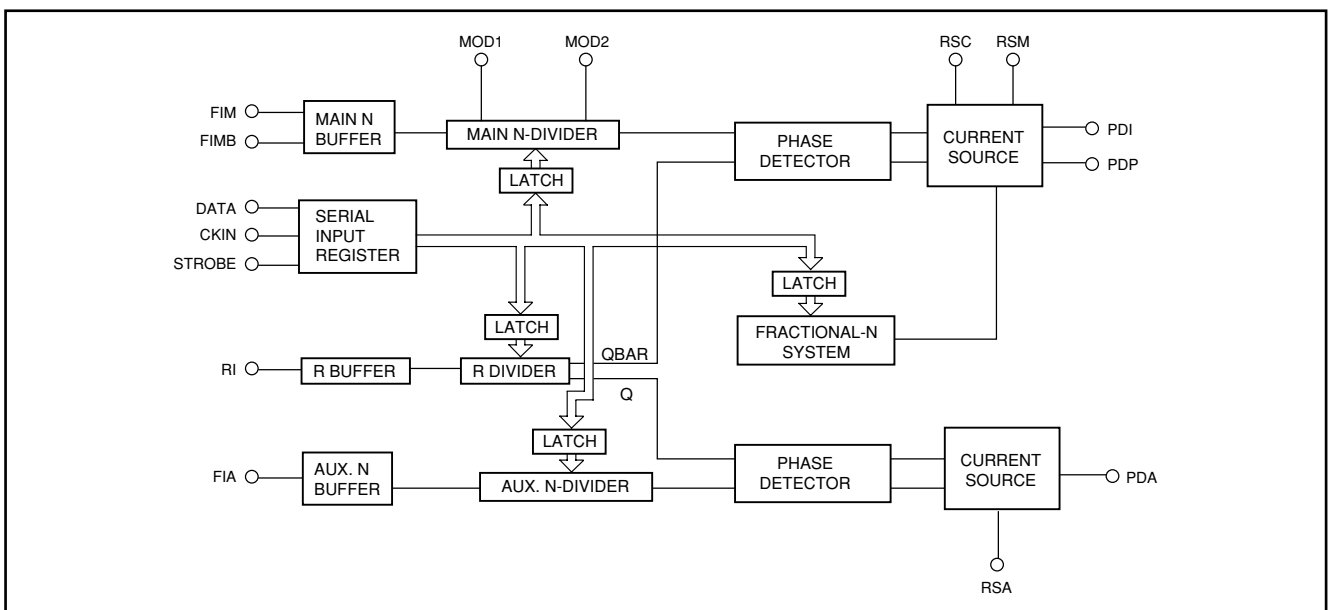 MOD1
MOD2
RSC
RSM
FIM
FIMB
MAIN N
BUFFER
MAIN N-DIVIDER
PHASE
DETECTOR
CURRENT
SOURCE
PDI
PDP
LATCH
DATA
CKIN
STROBE
SERIAL
INPUT
REGISTER
LATCH
FRACTIONAL-N
SYSTEM
LATCH
RI
R BUFFER
R DIVIDER
QBAR
Q
LATCH
FIA
AUX. N
BUFFER
AUX. N-DIVIDER
PHASE
DETECTOR
CURRENT
SOURCE
PDA
RSA